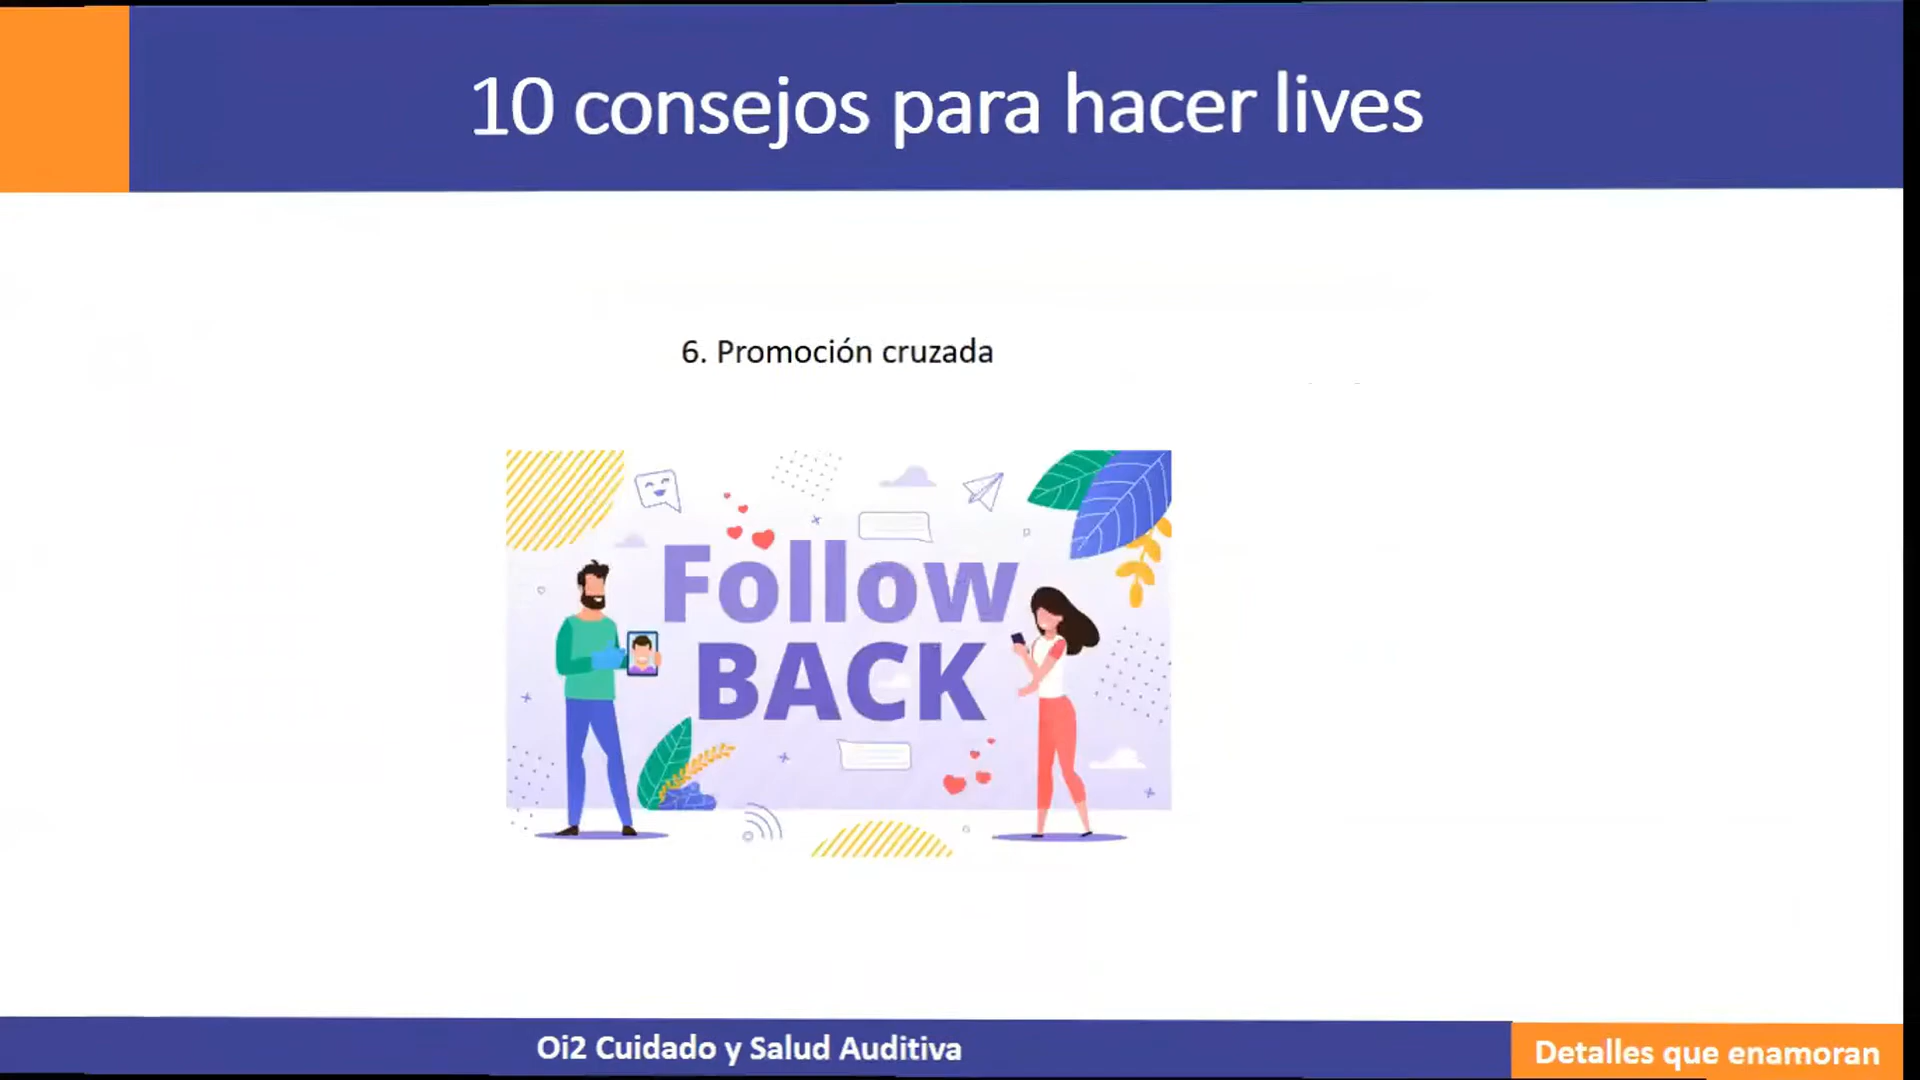 10 consejos para hacer lives
6. Promoción cruzada
Follow
BACK
Oi2 Cuidado y Salud Auditiva
Detalles que enamoran